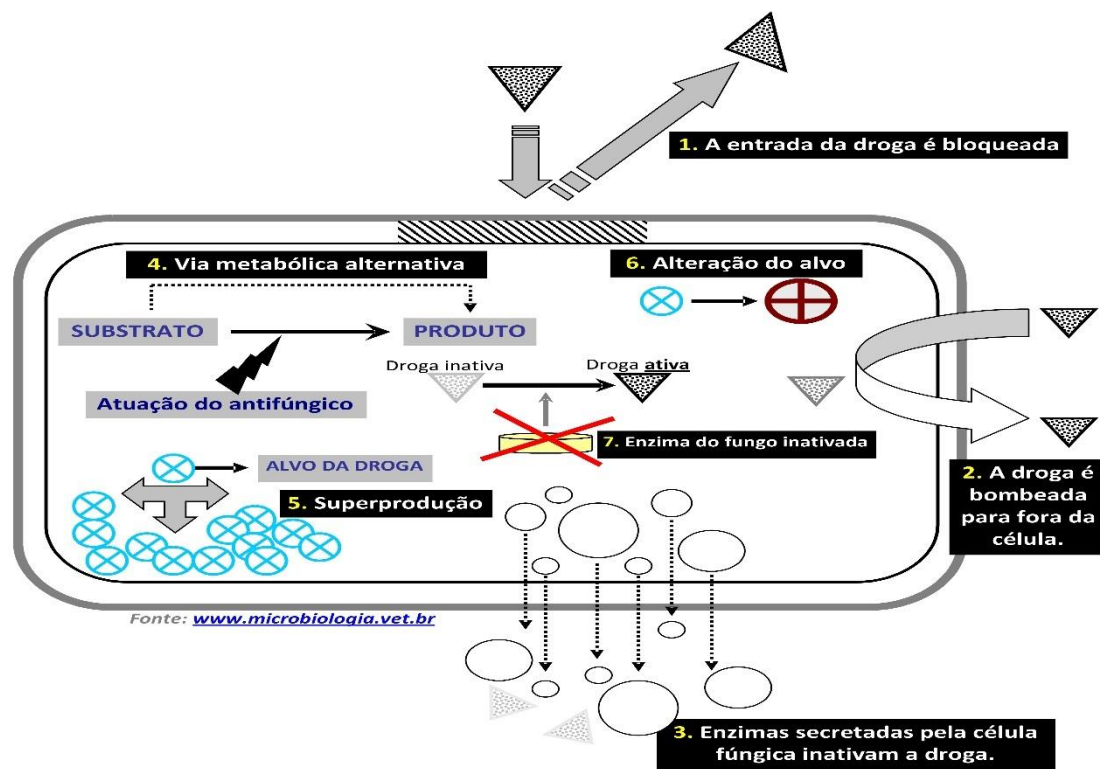 1. A entrada da droga é bloqueada
4. Via metabólica alternativa
6. Alteração do alvo
SUBSTRATO
PRODUTO
Droga inativa
Droga ativa
Atuação do antifúngico
7. Enzima do fungo inativada
ALVO DA DROGA
5. Superprodução
2. A droga é
bombeada
para fora da
célula.
Fonte: www.microbiologia.vet.br
3. Enzimas secretadas pela célula
fúngica inativam a droga.